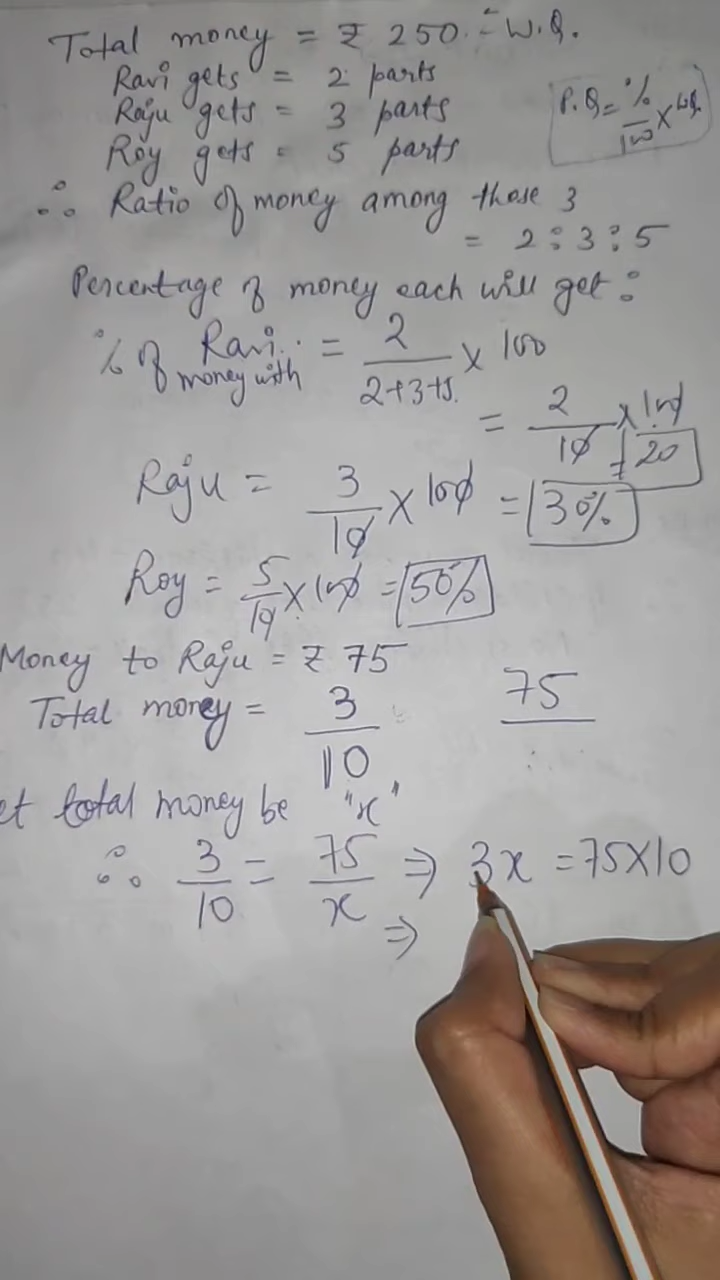 Total money = ₹ 250 - W.Q.
Ravi gets = 2 parts
Raju gets = 3 parts
Roy gets = 5 parts
P.Q = %/100 × WQ.
∴ Ratio of money among these 3
= 2:3:5
Percentage of money each will get:
% of money with Ravi = 2/(2+3+5) × 100
= 2/10 × 100
= 20
Raju = 3/10 × 100 = 30%
Roy = 5/10 × 100 = 50%
Money to Raju = ₹ 75
Total money = 3/10 75
et total money be "x"
∴ 3/10 = 75/x ⇒ 3x = 75×10
⇒